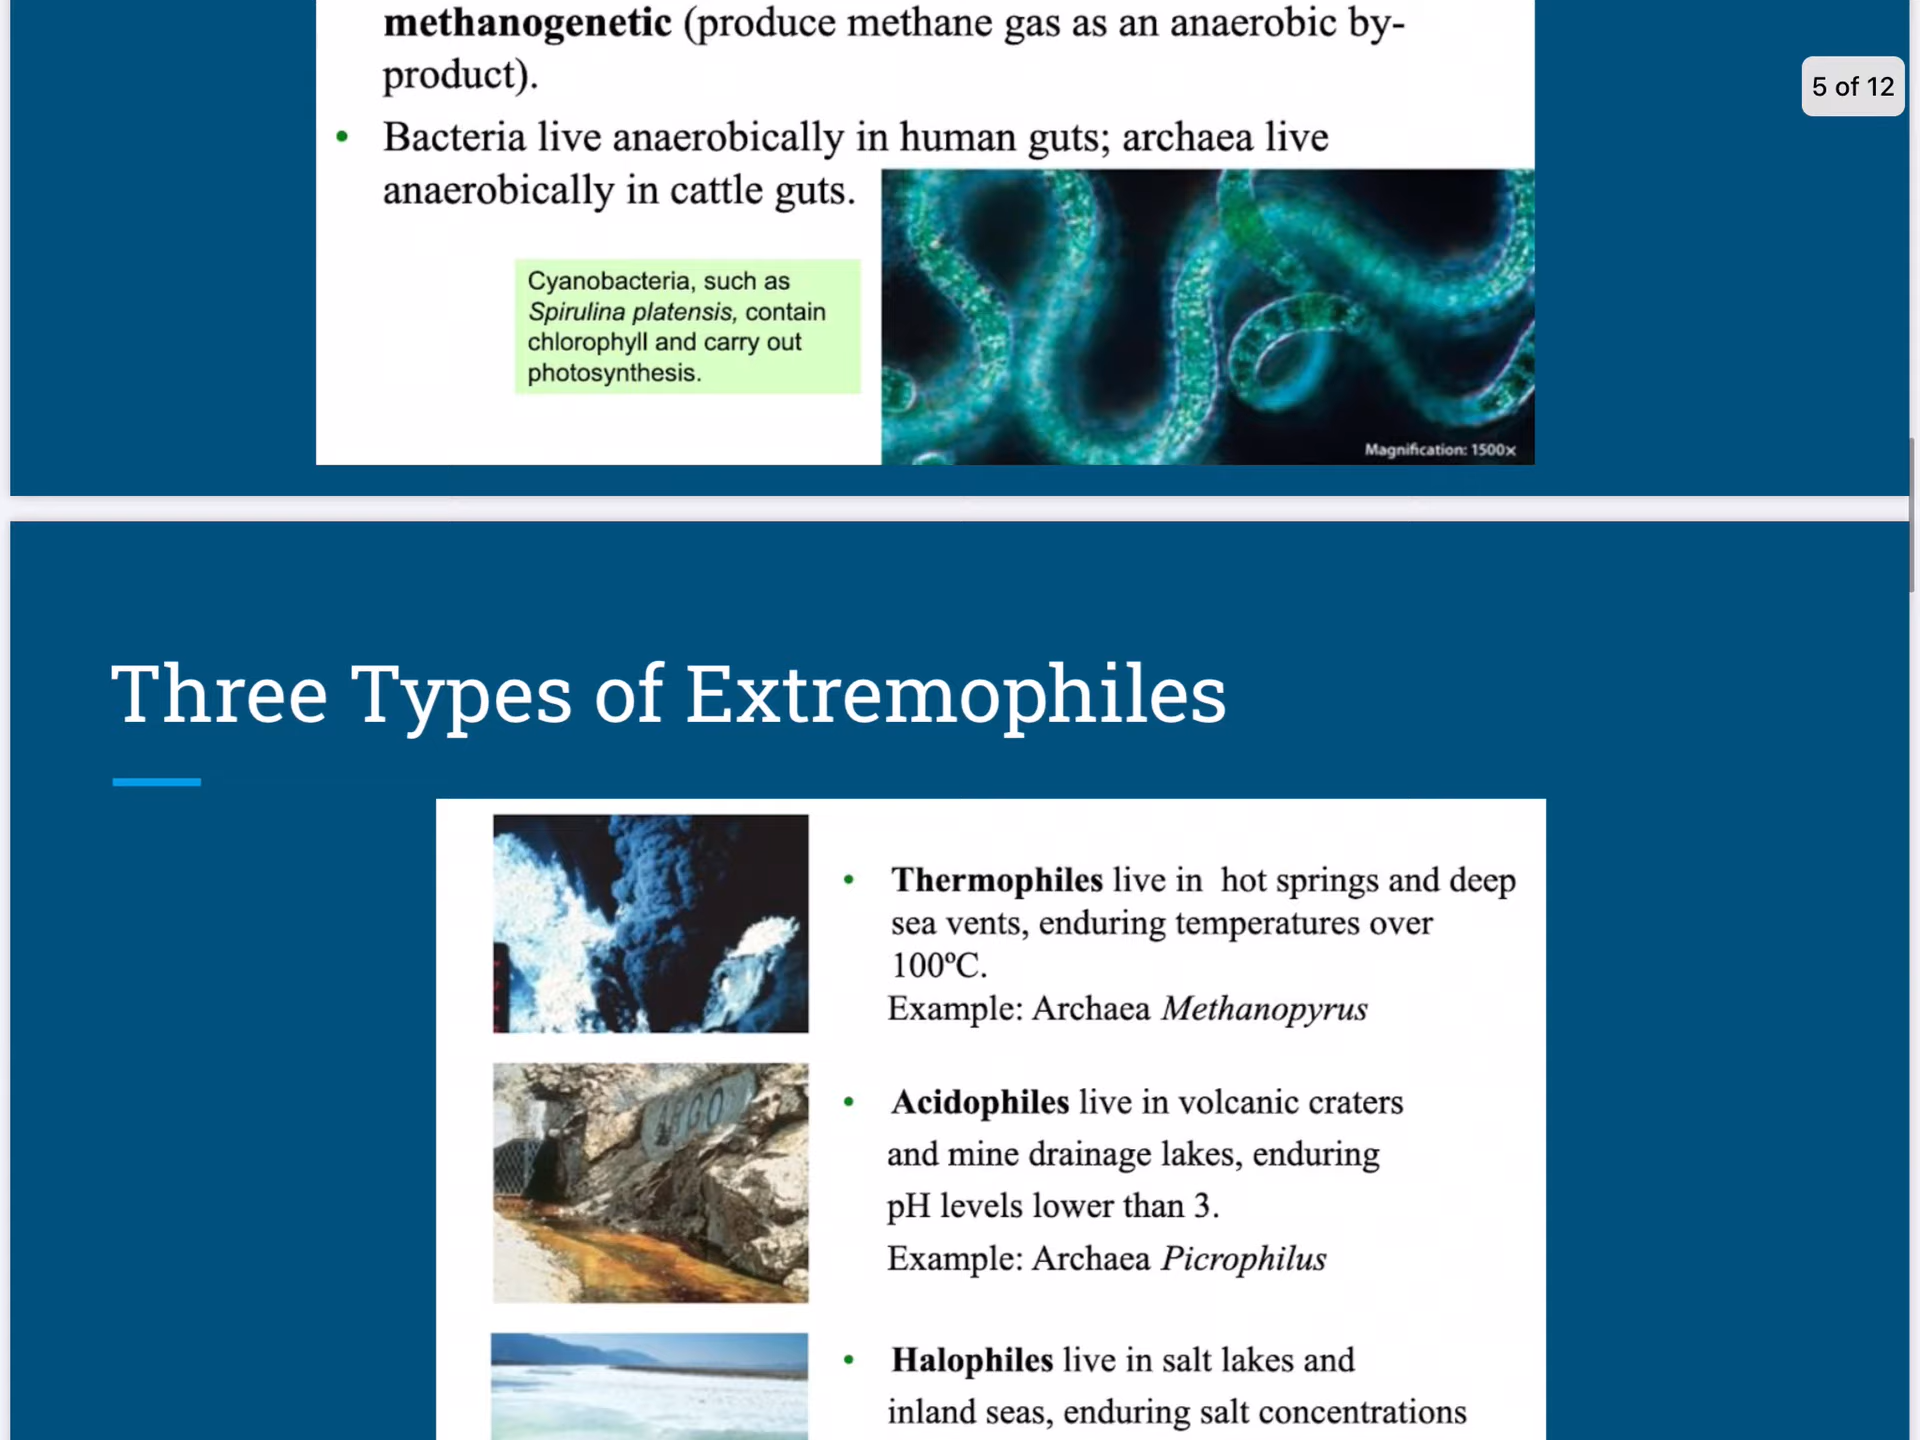 methanogenetic (produce methane gas as an anaerobic by-
product).
• Bacteria live anaerobically in human guts; archaea live
anaerobically in cattle guts.
Cyanobacteria, such as
Spirulina platensis, contain
chlorophyll and carry out
photosynthesis.
Magnification: 1500×
5 of 12
Three Types of Extremophiles
• Thermophiles live in hot springs and deep
sea vents, enduring temperatures over
100ºC.
Example: Archaea Methanopyrus
ARGO
• Acidophiles live in volcanic craters
and mine drainage lakes, enduring
pH levels lower than 3.
Example: Archaea Picrophilus
• Halophiles live in salt lakes and
inland seas, enduring salt concentrations